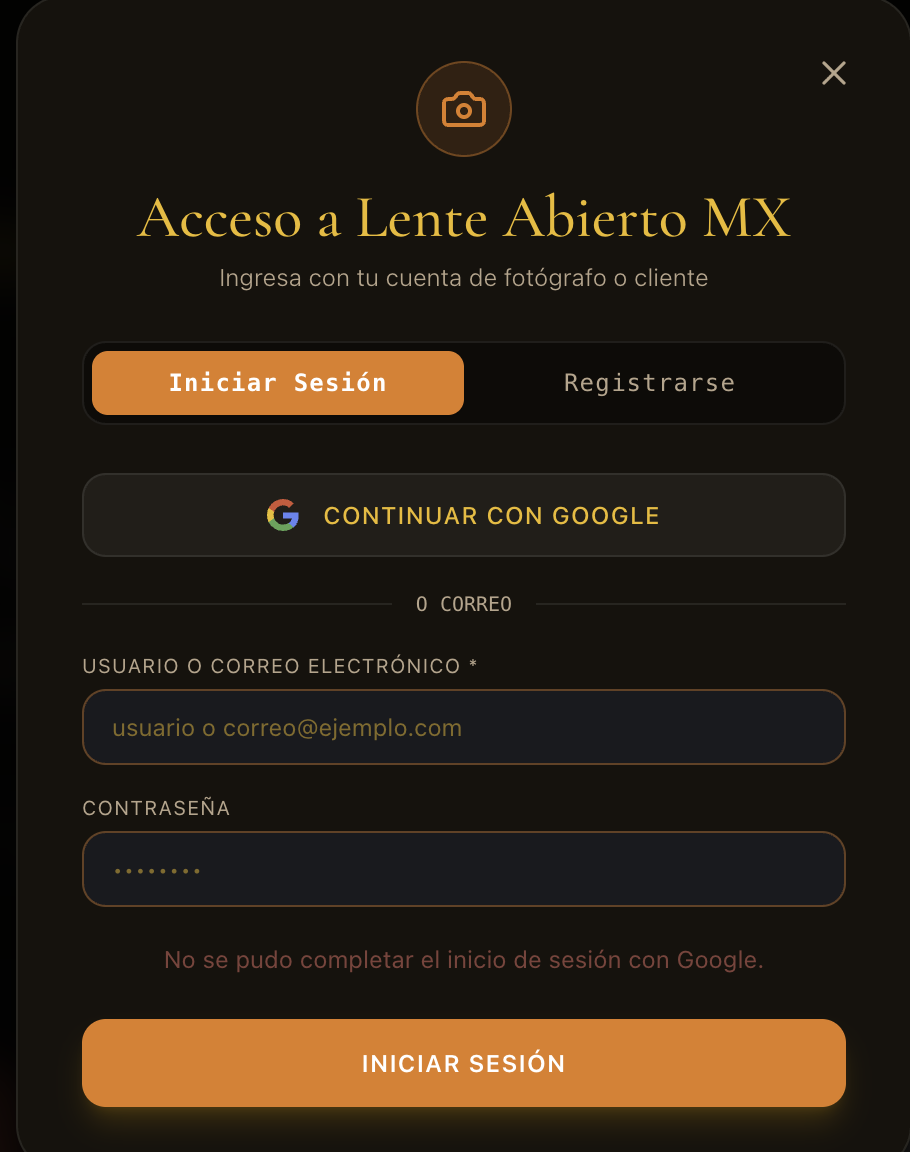 Acceso a Lente Abierto MX
Ingresa con tu cuenta de fotógrafo o cliente
Iniciar Sesión
Registrarse
CONTINUAR CON GOOGLE
O CORREO
USUARIO O CORREO ELECTRÓNICO *
usuario o correo@ejemplo.com
CONTRASEÑA
••••••••
No se pudo completar el inicio de sesión con Google.
INICIAR SESIÓN